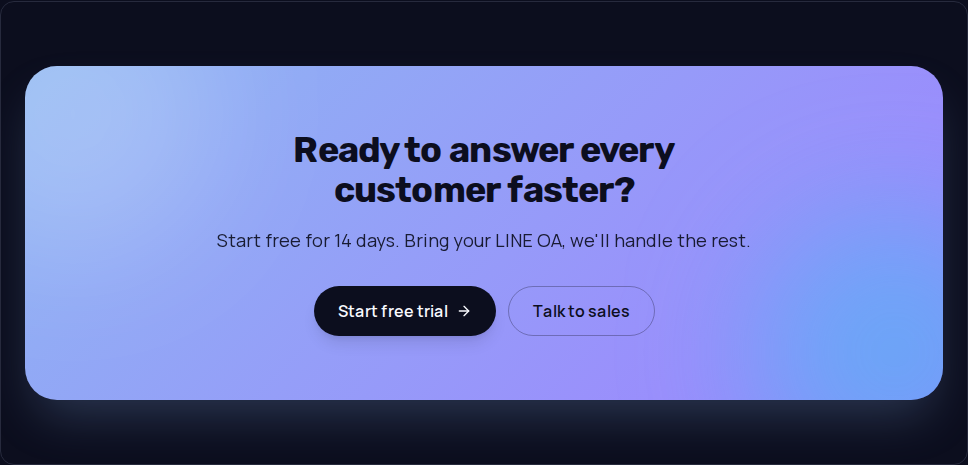 Ready to answer every
customer faster?
Start free for 14 days. Bring your LINE OA, we'll handle the rest.
Start free trial →
Talk to sales